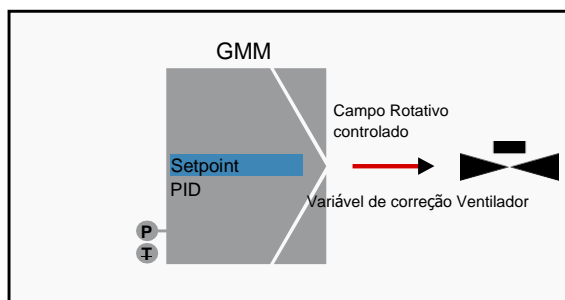 GMM
Campo Rotativo
controlado
Setpoint
PID
Variável de correção Ventilador
P
T